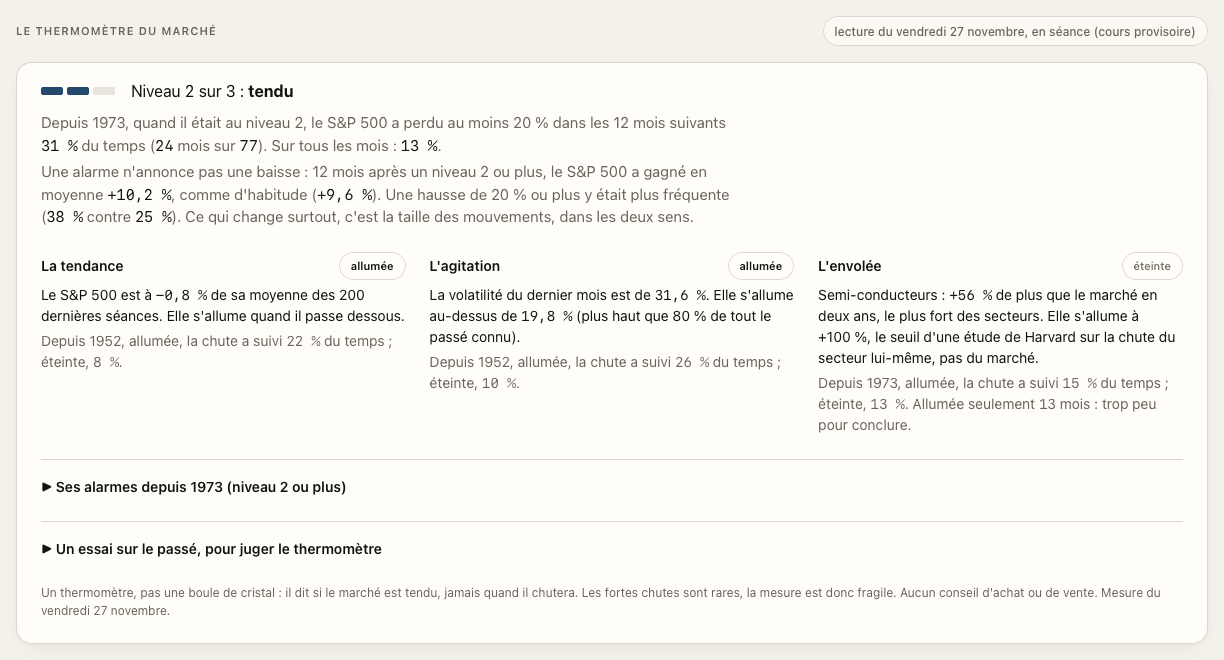 LE THERMOMÈTRE DU MARCHÉ
lecture du vendredi 27 novembre, en séance (cours provisoire)
Niveau 2 sur 3 : tendu
Depuis 1973, quand il était au niveau 2, le S&P 500 a perdu au moins 20 % dans les 12 mois suivants
31 % du temps (24 mois sur 77). Sur tous les mois : 13 %.
Une alarme n'annonce pas une baisse : 12 mois après un niveau 2 ou plus, le S&P 500 a gagné en
moyenne +10,2 %, comme d'habitude (+9,6 %). Une hausse de 20 % ou plus y était plus fréquente
(38 % contre 25 %). Ce qui change surtout, c'est la taille des mouvements, dans les deux sens.
La tendance
allumée
Le S&P 500 est à −0,8 % de sa moyenne des 200
dernières séances. Elle s'allume quand il passe dessous.
Depuis 1952, allumée, la chute a suivi 22 % du temps ;
éteinte, 8 %.
L'agitation
allumée
La volatilité du dernier mois est de 31,6 %. Elle s'allume
au-dessus de 19,8 % (plus haut que 80 % de tout le
passé connu).
Depuis 1952, allumée, la chute a suivi 26 % du temps ;
éteinte, 10 %.
L'envolée
éteinte
Semi-conducteurs : +56 % de plus que le marché en
deux ans, le plus fort des secteurs. Elle s'allume à
+100 %, le seuil d'une étude de Harvard sur la chute du
secteur lui-même, pas du marché.
Depuis 1973, allumée, la chute a suivi 15 % du temps ;
éteinte, 13 %. Allumée seulement 13 mois : trop peu
pour conclure.
▶ Ses alarmes depuis 1973 (niveau 2 ou plus)
▶ Un essai sur le passé, pour juger le thermomètre
Un thermomètre, pas une boule de cristal : il dit si le marché est tendu, jamais quand il chutera. Les fortes chutes sont rares, la mesure est donc fragile. Aucun conseil d'achat ou de vente. Mesure du
vendredi 27 novembre.